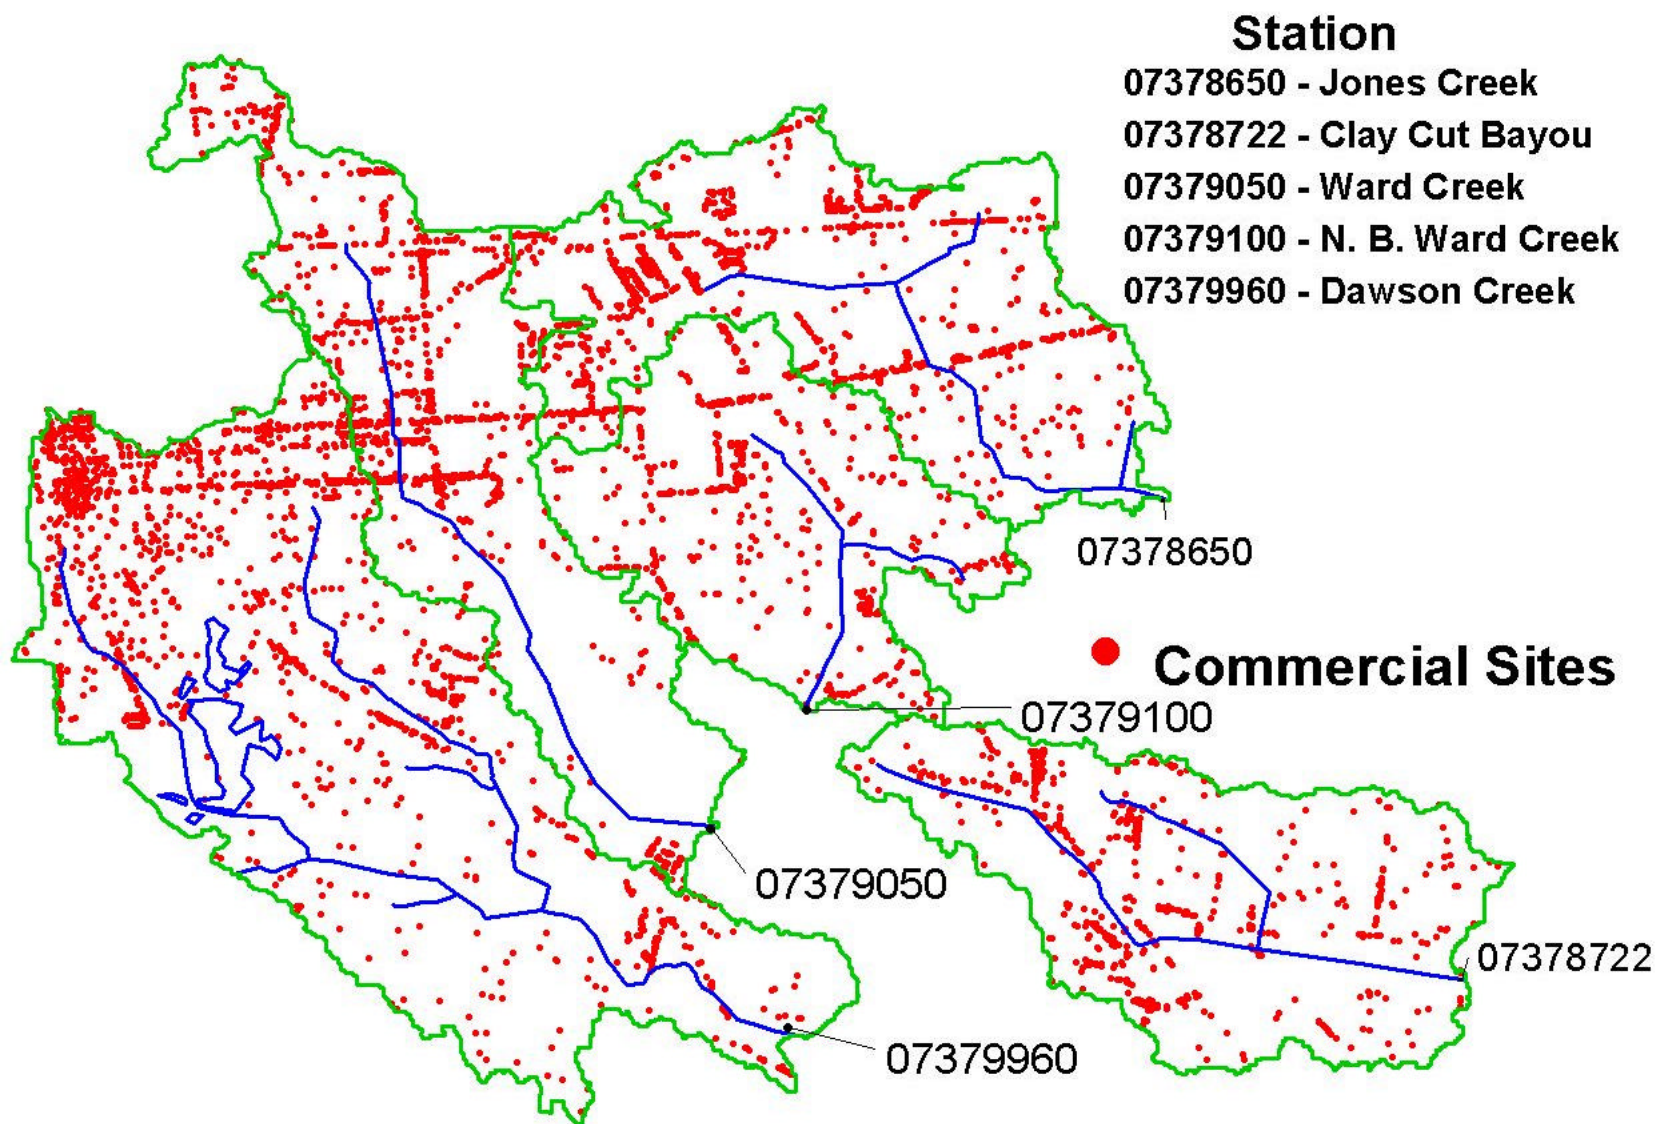 Station
07378650 - Jones Creek
07378722 - Clay Cut Bayou
07379050 - Ward Creek
07379100 - N. B. Ward Creek
07379960 - Dawson Creek
07378650
Commercial Sites
07379100
07379050
07378722
07379960